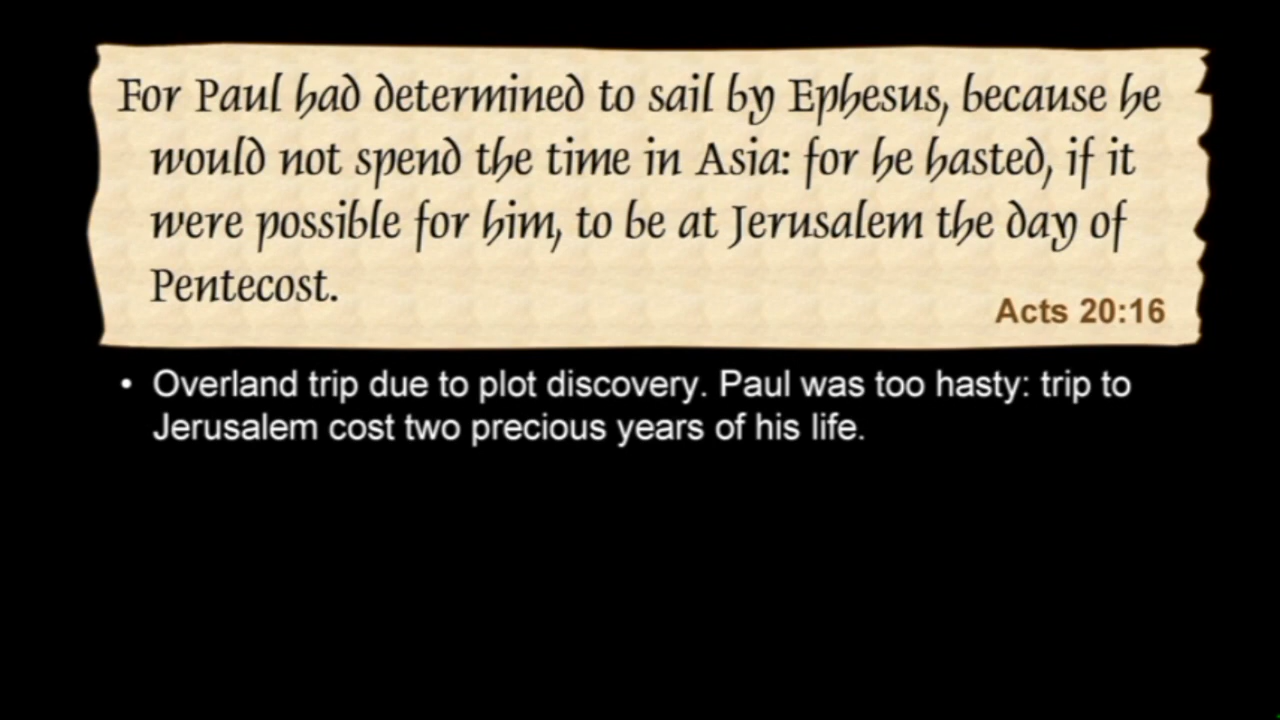 For Paul had determined to sail by Ephesus, because he
would not spend the time in Asia: for he hasted, if it
were possible for him, to be at Jerusalem the day of
Pentecost.
Acts 20:16
• Overland trip due to plot discovery. Paul was too hasty: trip to
Jerusalem cost two precious years of his life.